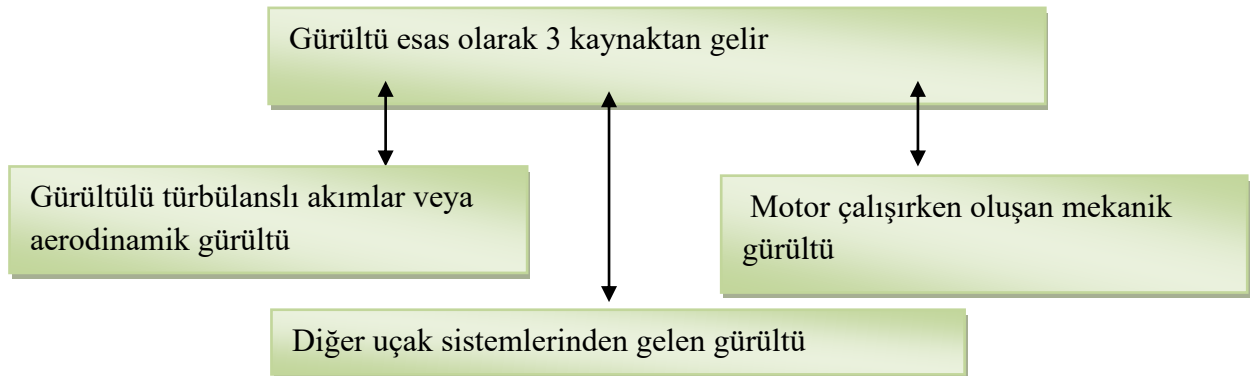 Gürültü esas olarak 3 kaynaktan gelir
Gürültülü türbülanslı akımlar veya
aerodinamik gürültü
Motor çalışırken oluşan mekanik
gürültü
Diğer uçak sistemlerinden gelen gürültü